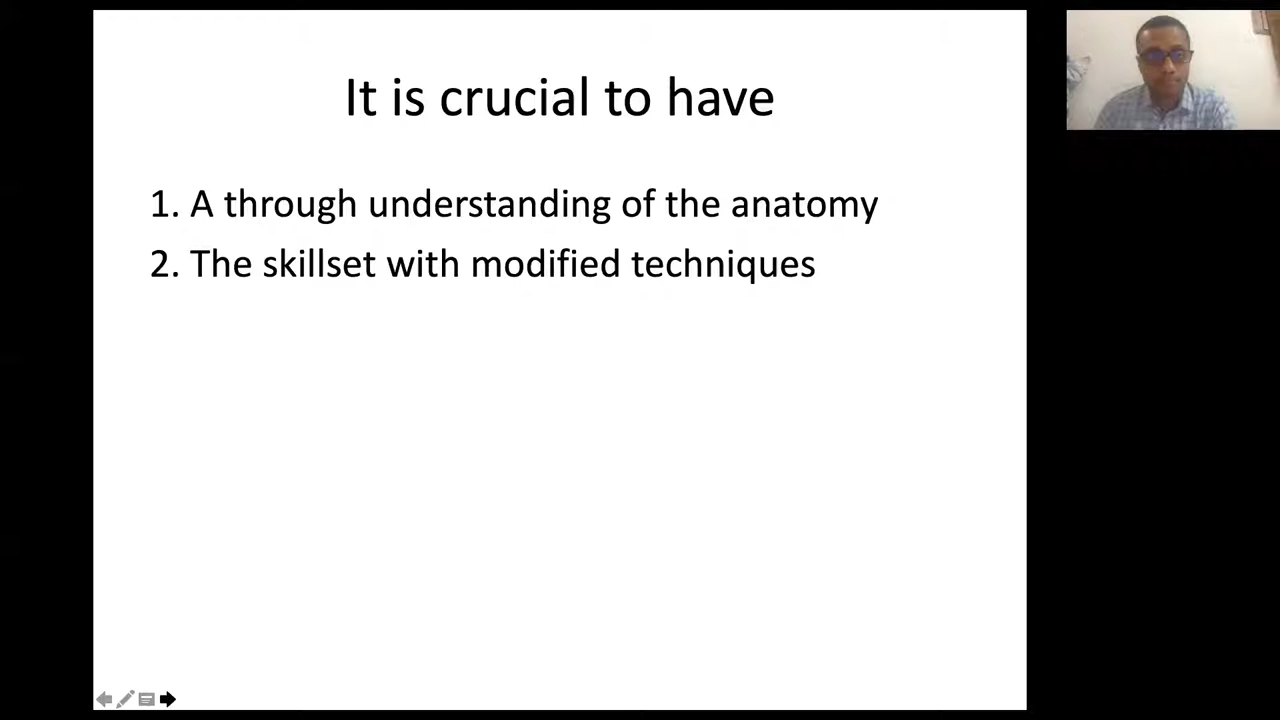 It is crucial to have
1. A through understanding of the anatomy
2. The skillset with modified techniques